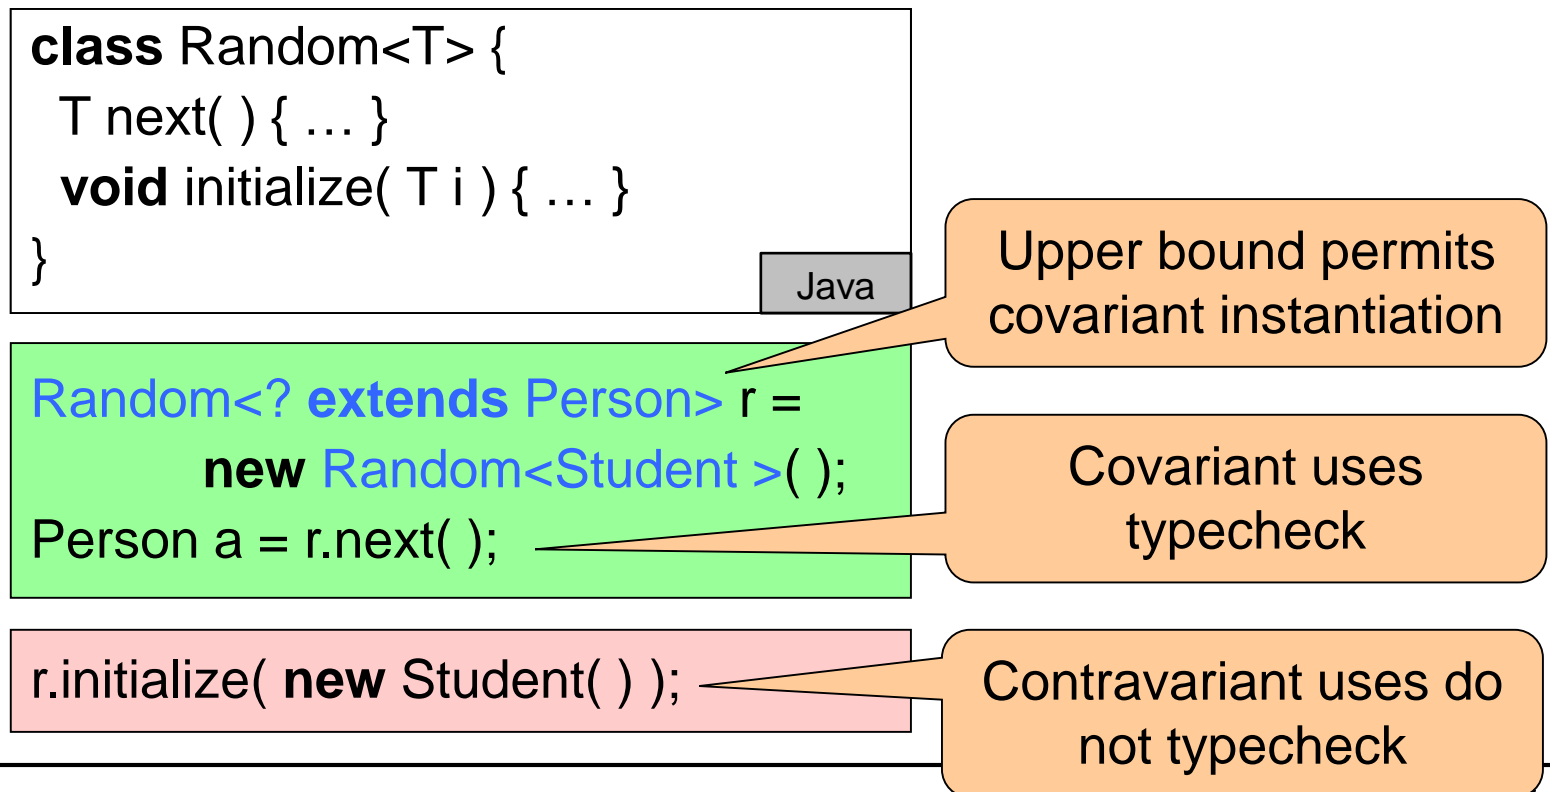 class Random<T> {
T next( ) { … }
void initialize( T i ) { … }
}
Java
Upper bound permits
covariant instantiation
Random<? extends Person> r =
new Random<Student >( );
Person a = r.next( );
Covariant uses
typecheck
r.initialize( new Student( ) );
Contravariant uses do
not typecheck